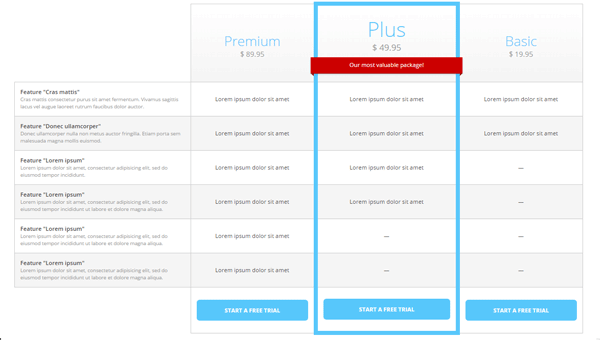 Premium
$ 89.95
Plus
$ 49.95
Our most valuable package!
Basic
$ 19.95
Feature "Cras mattis"
Cras mattis consectetur purus sit amet fermentum. Vivamus sagittis
lacus vel augue laoreet rutrum faucibus dolor auctor.
Lorem ipsum dolor sit amet
Lorem ipsum dolor sit amet
Lorem ipsum dolor sit amet
Feature "Donec ullamcorper"
Donec ullamcorper nulla non metus auctor fringilla. Etiam porta sem
malesuada magna mollis euismod.
Lorem ipsum dolor sit amet
Lorem ipsum dolor sit amet
Lorem ipsum dolor sit amet
Feature "Lorem ipsum"
Lorem ipsum dolor sit amet, consectetur adipisicing elit, sed do
eiusmod tempor incididunt.
Lorem ipsum dolor sit amet
Lorem ipsum dolor sit amet
—
Feature "Lorem ipsum"
Lorem ipsum dolor sit amet, consectetur adipisicing elit, sed do
eiusmod tempor incididunt ut labore et dolore magna aliqua.
Lorem ipsum dolor sit amet
Lorem ipsum dolor sit amet
—
Feature "Lorem ipsum"
Lorem ipsum dolor sit amet, consectetur adipisicing elit, sed do
eiusmod tempor incididunt ut labore et dolore magna aliqua.
Lorem ipsum dolor sit amet
—
—
Feature "Lorem ipsum"
Lorem ipsum dolor sit amet, consectetur adipisicing elit, sed do
eiusmod tempor incididunt ut labore et dolore magna aliqua.
Lorem ipsum dolor sit amet
—
—
START A FREE TRIAL
START A FREE TRIAL
START A FREE TRIAL